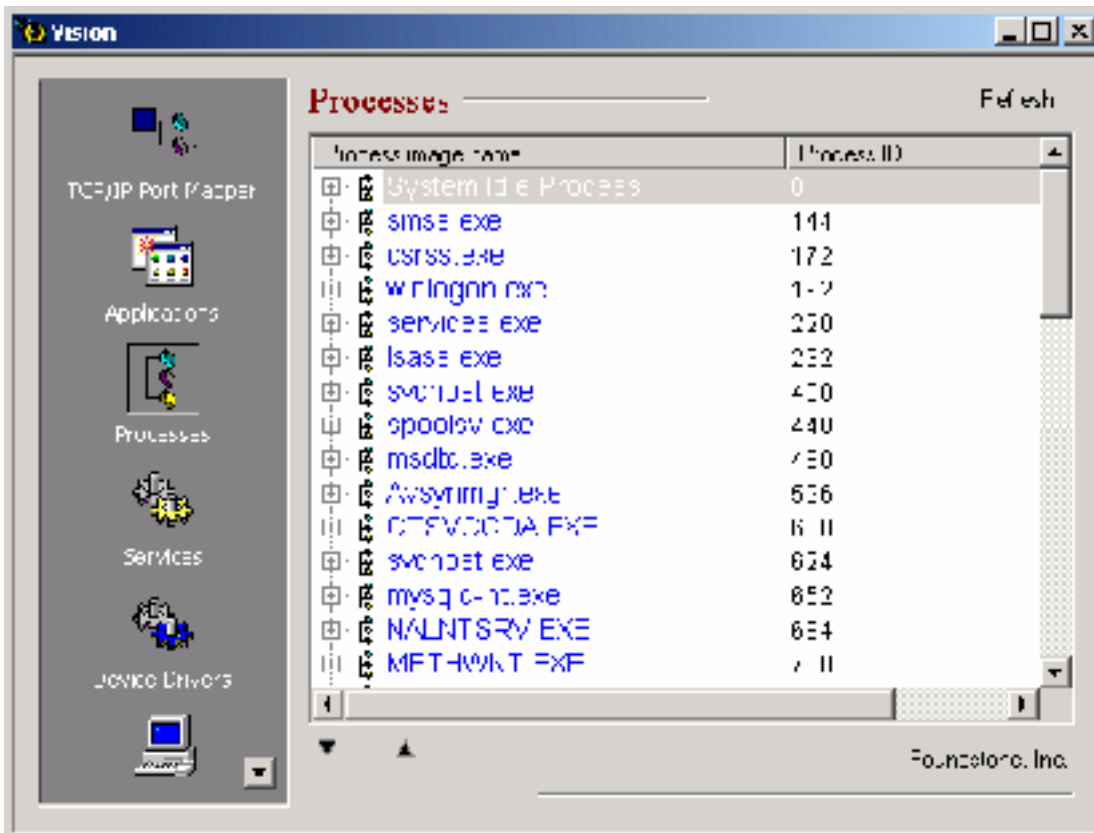 Vision
TCP/IP Port Mapper
Applications
Processes
Services
Device Drivers
Processes
Refresh
Process image name Process ID
System Idle Process 0
smss.exe 144
csrss.exe 172
winlogon.exe
services.exe 220
lsass.exe 232
svchost.exe 400
spoolsv.exe 440
msdtc.exe
Avsynmgr.exe
CTSVCCDA.EXE
svchost.exe 624
mysqld-nt.exe 652
NALNTSRV.EXE
Foundstone, Inc.